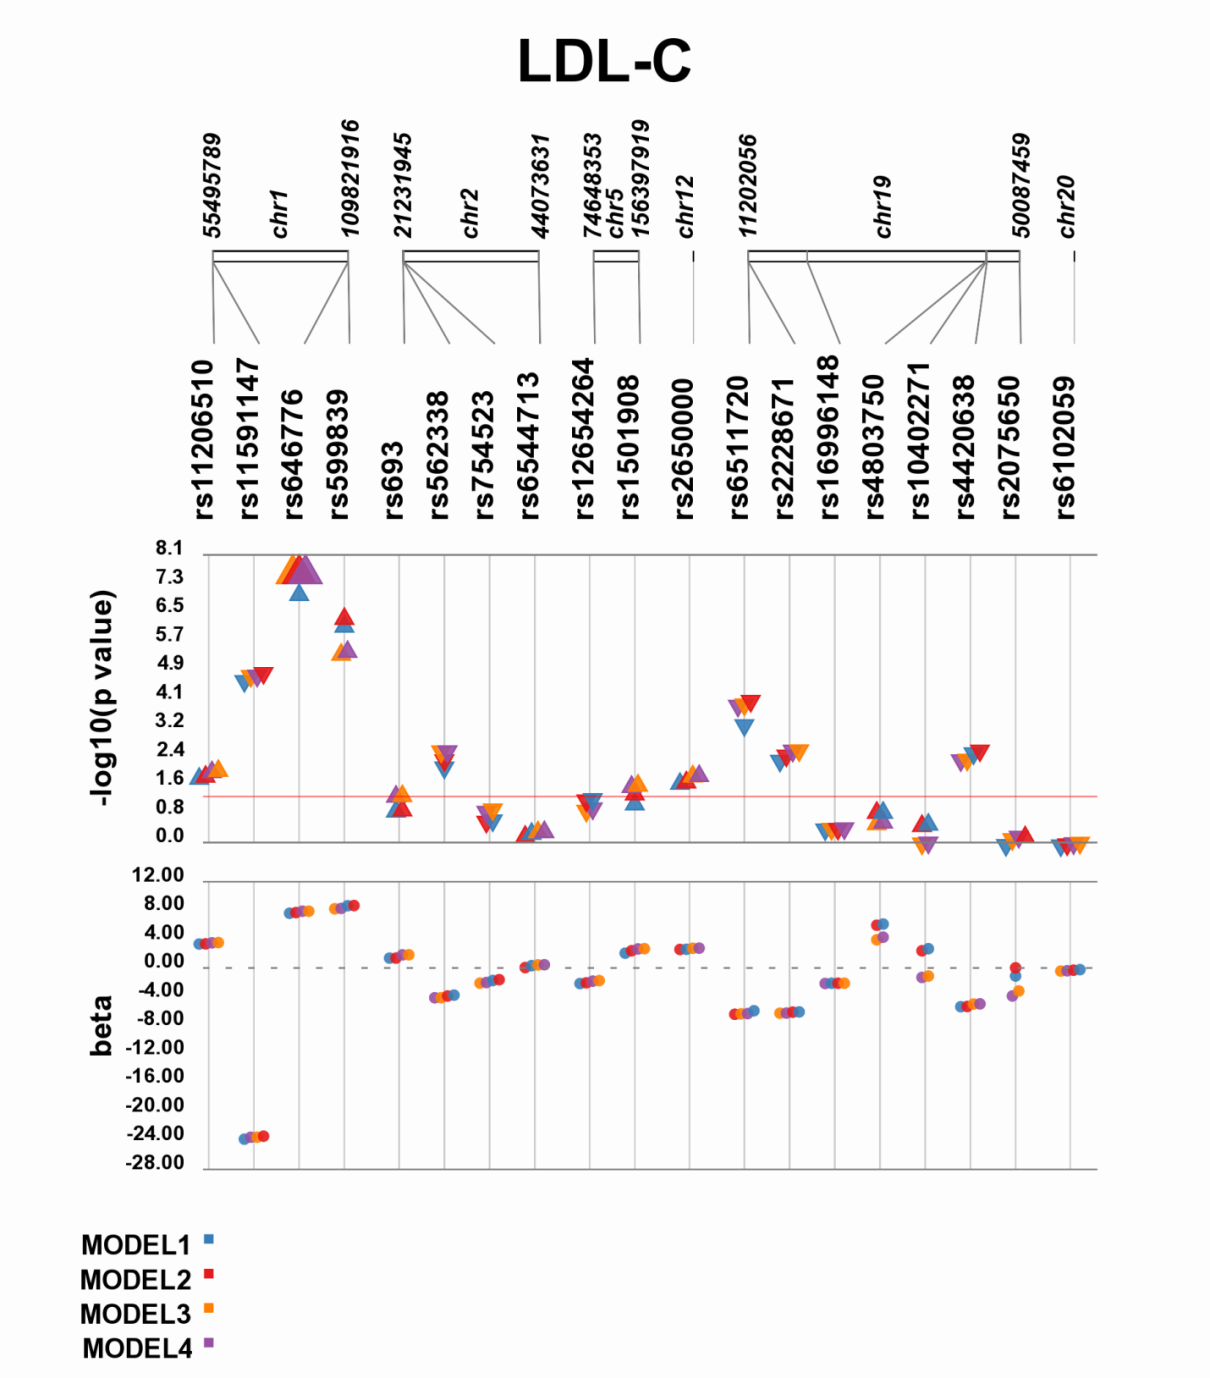 LDL-C
55495789
chr1
109821916
21231945
chr2
44073631
74648353
chr5
156397919
chr12
11202056
chr19
50087459
chr20
rs11206510
rs11591147
rs646776
rs599839
rs693
rs562338
rs754523
rs6544713
rs12654264
rs1501908
rs2650000
rs6511720
rs2228671
rs16996148
rs4803750
rs10402271
rs4420638
rs2075650
rs6102059
-log10(p value)
8.1
7.3
6.5
5.7
4.9
4.1
3.2
2.4
1.6
0.8
0.0
beta
12.00
8.00
4.00
0.00
-4.00
-8.00
-12.00
-16.00
-20.00
-24.00
-28.00
MODEL1
MODEL2
MODEL3
MODEL4